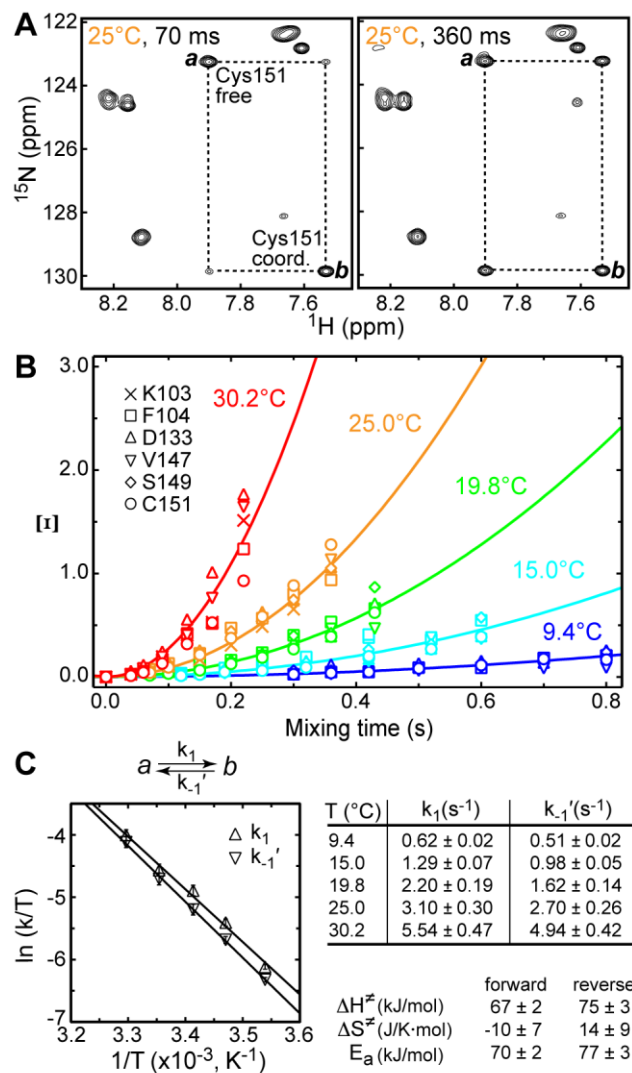 A
25°C, 70 ms
25°C, 360 ms
122
124
126
128
130
¹⁵N (ppm)
a
Cys151
free
Cys151
coord.
b
a
b
8.2 8.0 7.8 7.6
8.2 8.0 7.8 7.6
¹H (ppm)
B
3.0
2.0
1.0
0.0
Ξ
K103
F104
D133
V147
S149
C151
30.2°C
25.0°C
19.8°C
15.0°C
9.4°C
0.0 0.2 0.4 0.6 0.8
Mixing time (s)
C
k₁
a ⇌ b
k₋₁'
-4
-5
-6
-7
ln (k/T)
k₁
k₋₁'
3.2 3.3 3.4 3.5 3.6
1/T (x10⁻³, K⁻¹)
T (°C) k₁(s⁻¹) k₋₁'(s⁻¹)
9.4 0.62 ± 0.02 0.51 ± 0.02
15.0 1.29 ± 0.07 0.98 ± 0.05
19.8 2.20 ± 0.19 1.62 ± 0.14
25.0 3.10 ± 0.30 2.70 ± 0.26
30.2 5.54 ± 0.47 4.94 ± 0.42
forward reverse
ΔH≠ (kJ/mol) 67 ± 2 75 ± 3
ΔS≠ (J/K·mol) -10 ± 7 14 ± 9
Eₐ (kJ/mol) 70 ± 2 77 ± 3